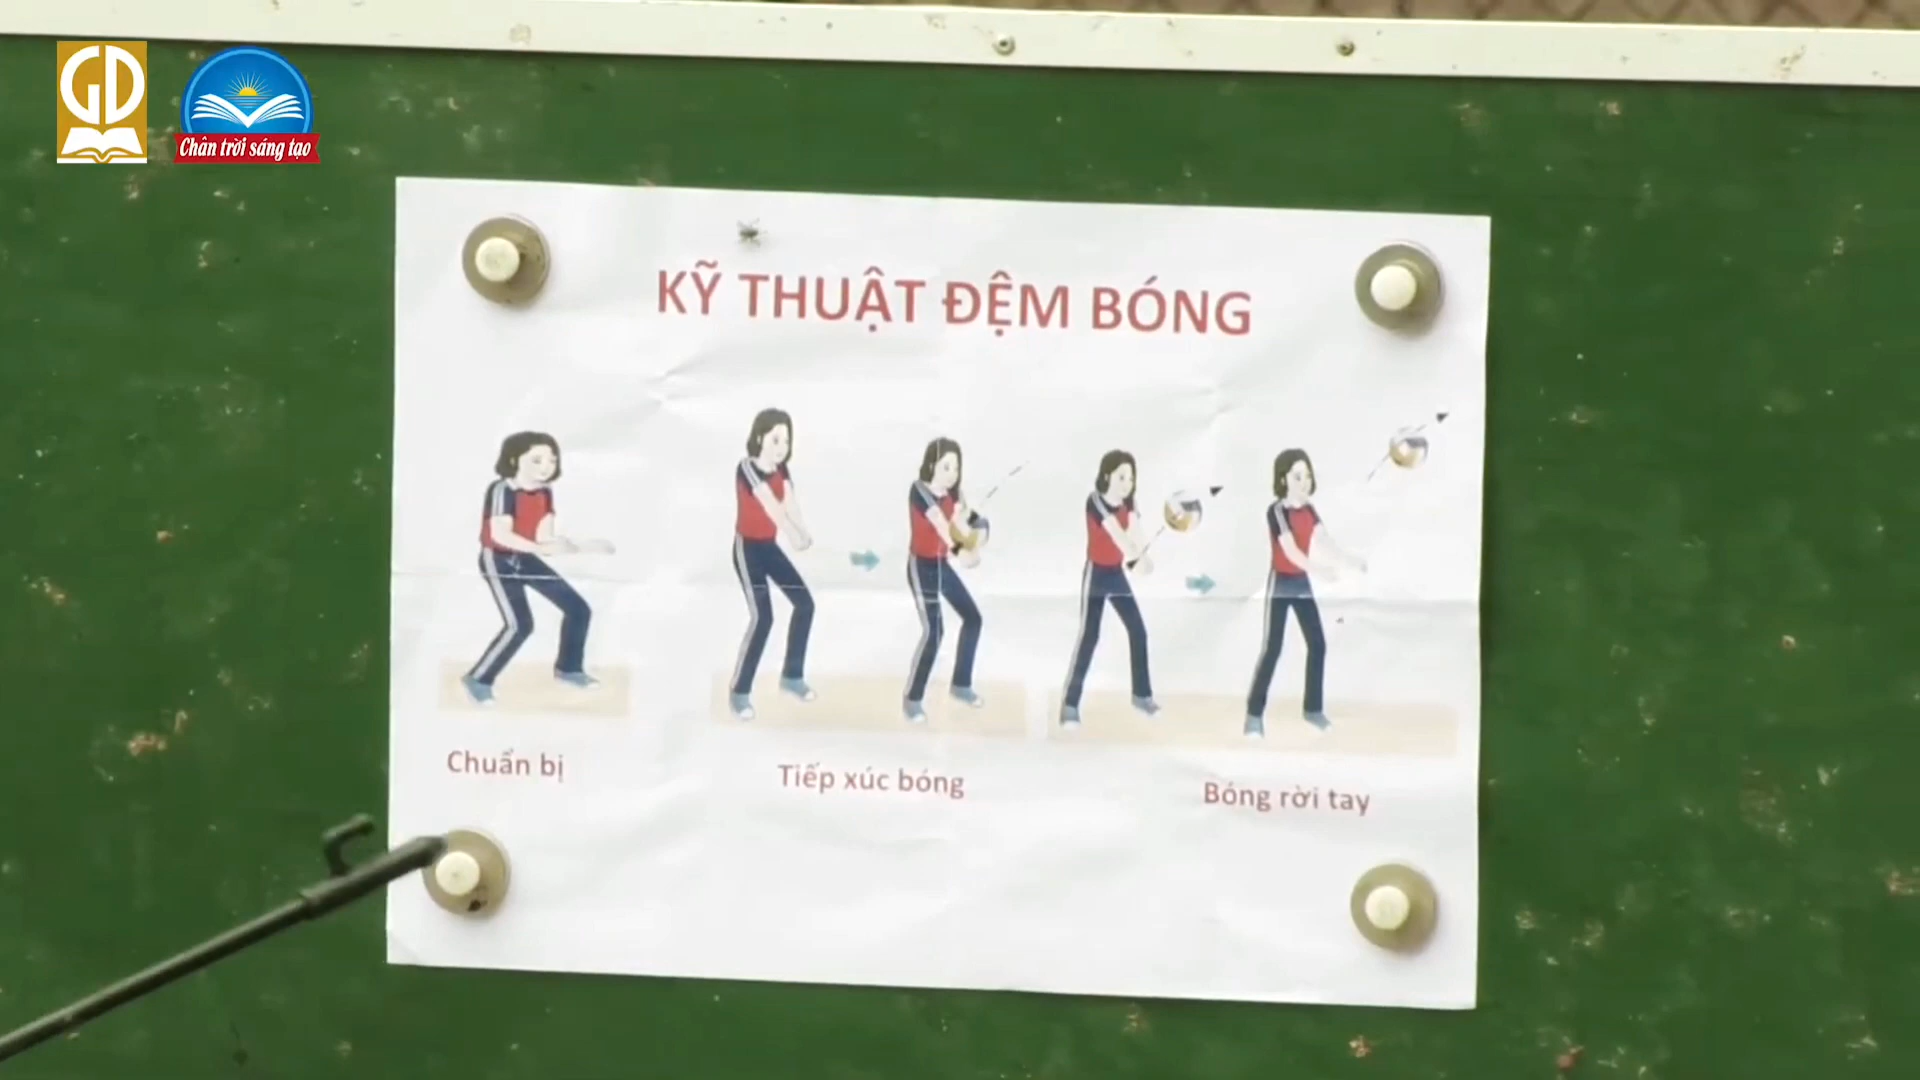 GD
Chân trời sáng tạo
KỸ THUẬT ĐỆM BÓNG
Chuẩn bị
Tiếp xúc bóng
Bóng rời tay